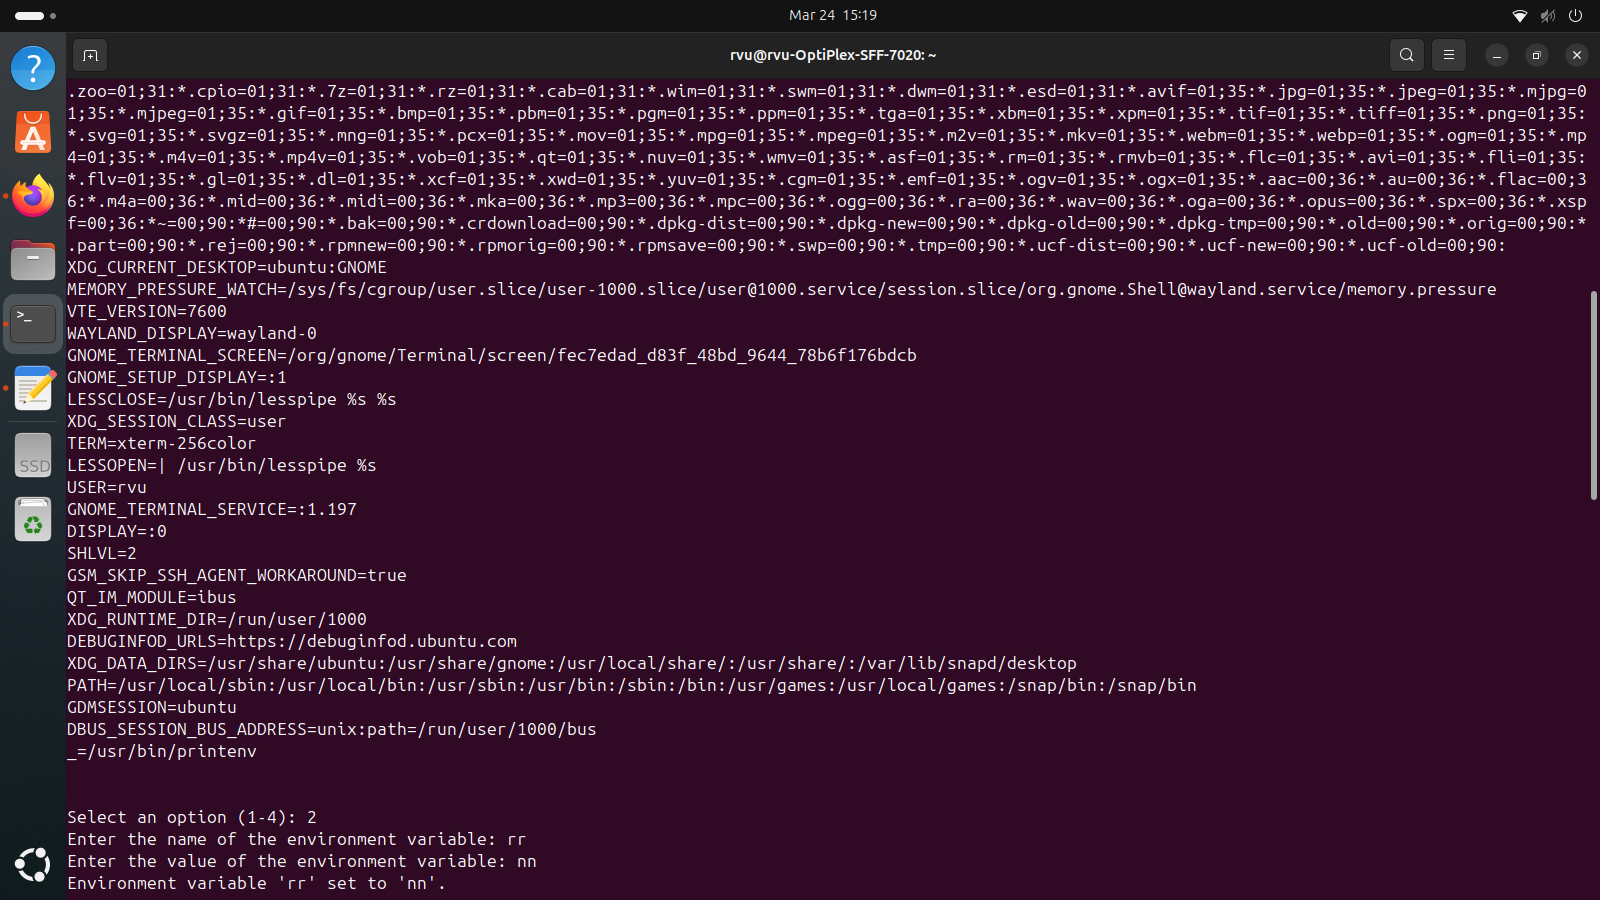 Mar 24 15:19
rvu@rvu-OptiPlex-SFF-7020: ~
.zoo=01;31:*.cpio=01;31:*.7z=01;31:*.rz=01;31:*.cab=01;31:*.wim=01;31:*.swm=01;31:*.dwm=01;31:*.esd=01;31:*.avif=01;35:*.jpg=01;35:*.jpeg=01;35:*.mjpg=0
1;35:*.mjpeg=01;35:*.gif=01;35:*.bmp=01;35:*.pbm=01;35:*.pgm=01;35:*.ppm=01;35:*.tga=01;35:*.xbm=01;35:*.xpm=01;35:*.tif=01;35:*.tiff=01;35:*.png=01;35:
*.svg=01;35:*.svgz=01;35:*.mng=01;35:*.pcx=01;35:*.mov=01;35:*.mpg=01;35:*.mpeg=01;35:*.m2v=01;35:*.mkv=01;35:*.webm=01;35:*.webp=01;35:*.ogm=01;35:*.mp
4=01;35:*.m4v=01;35:*.mp4v=01;35:*.vob=01;35:*.qt=01;35:*.nuv=01;35:*.wmv=01;35:*.asf=01;35:*.rm=01;35:*.rmvb=01;35:*.flc=01;35:*.avi=01;35:*.fli=01;35:
*.flv=01;35:*.gl=01;35:*.dl=01;35:*.xcf=01;35:*.xwd=01;35:*.yuv=01;35:*.cgm=01;35:*.emf=01;35:*.ogv=01;35:*.ogx=01;35:*.aac=00;36:*.au=00;36:*.flac=00;3
6:*.m4a=00;36:*.mid=00;36:*.midi=00;36:*.mka=00;36:*.mp3=00;36:*.mpc=00;36:*.ogg=00;36:*.ra=00;36:*.wav=00;36:*.oga=00;36:*.opus=00;36:*.spx=00;36:*.xsp
f=00;36:*~=00;90:*#=00;90:*.bak=00;90:*.crdownload=00;90:*.dpkg-dist=00;90:*.dpkg-new=00;90:*.dpkg-old=00;90:*.dpkg-tmp=00;90:*.old=00;90:*.orig=00;90:*
.part=00;90:*.rej=00;90:*.rpmnew=00;90:*.rpmorig=00;90:*.rpmsave=00;90:*.swp=00;90:*.tmp=00;90:*.ucf-dist=00;90:*.ucf-new=00;90:*.ucf-old=00;90:
XDG_CURRENT_DESKTOP=ubuntu:GNOME
MEMORY_PRESSURE_WATCH=/sys/fs/cgroup/user.slice/user-1000.slice/user@1000.service/session.slice/org.gnome.Shell@wayland.service/memory.pressure
VTE_VERSION=7600
WAYLAND_DISPLAY=wayland-0
GNOME_TERMINAL_SCREEN=/org/gnome/Terminal/screen/fec7edad_d83f_48bd_9644_78b6f176bdcb
GNOME_SETUP_DISPLAY=:1
LESSCLOSE=/usr/bin/lesspipe %s %s
XDG_SESSION_CLASS=user
TERM=xterm-256color
LESSOPEN=| /usr/bin/lesspipe %s
USER=rvu
GNOME_TERMINAL_SERVICE=:1.197
DISPLAY=:0
SHLVL=2
GSM_SKIP_SSH_AGENT_WORKAROUND=true
QT_IM_MODULE=ibus
XDG_RUNTIME_DIR=/run/user/1000
DEBUGINFOD_URLS=https://debuginfod.ubuntu.com
XDG_DATA_DIRS=/usr/share/ubuntu:/usr/share/gnome:/usr/local/share/:/usr/share/:/var/lib/snapd/desktop
PATH=/usr/local/sbin:/usr/local/bin:/usr/sbin:/usr/bin:/sbin:/bin:/usr/games:/usr/local/games:/snap/bin:/snap/bin
GDMSESSION=ubuntu
DBUS_SESSION_BUS_ADDRESS=unix:path=/run/user/1000/bus
_=/usr/bin/printenv
Select an option (1-4): 2
Enter the name of the environment variable: rr
Enter the value of the environment variable: nn
Environment variable 'rr' set to 'nn'.
SSD